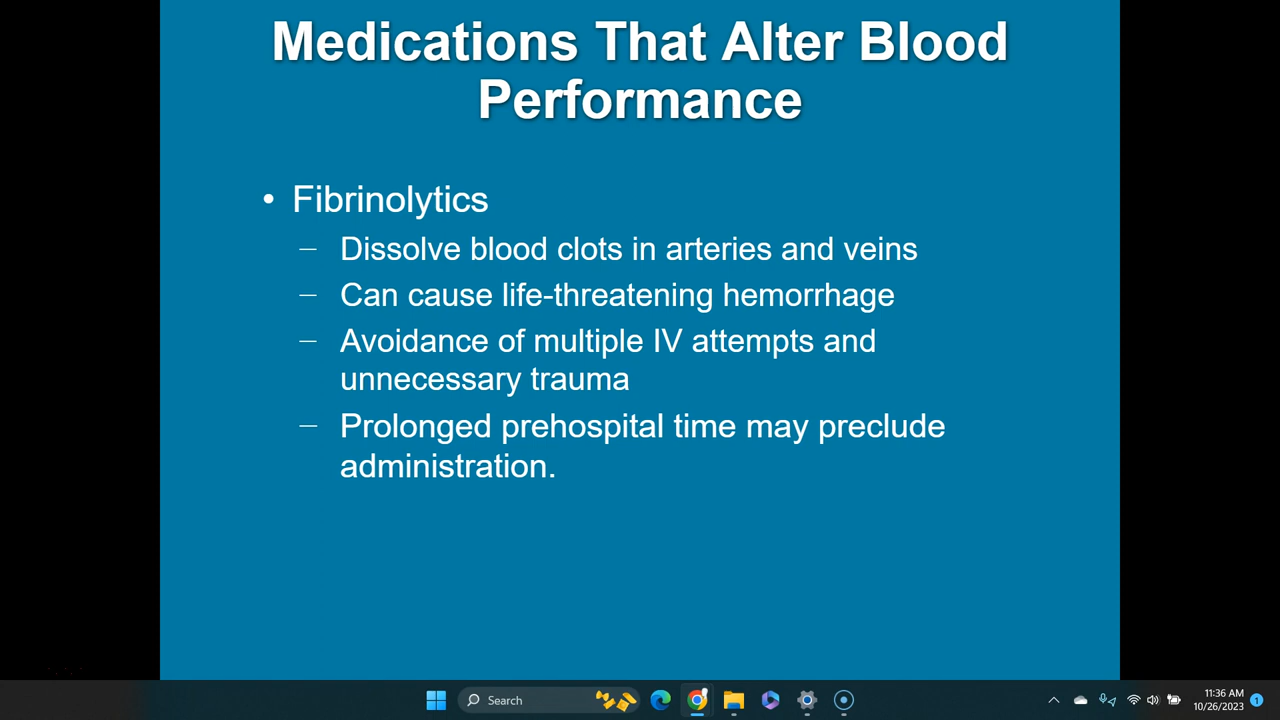 Medications That Alter Blood
Performance
• Fibrinolytics
– Dissolve blood clots in arteries and veins
– Can cause life-threatening hemorrhage
– Avoidance of multiple IV attempts and
unnecessary trauma
– Prolonged prehospital time may preclude
administration.
Search
11:36 AM
10/26/2023
1